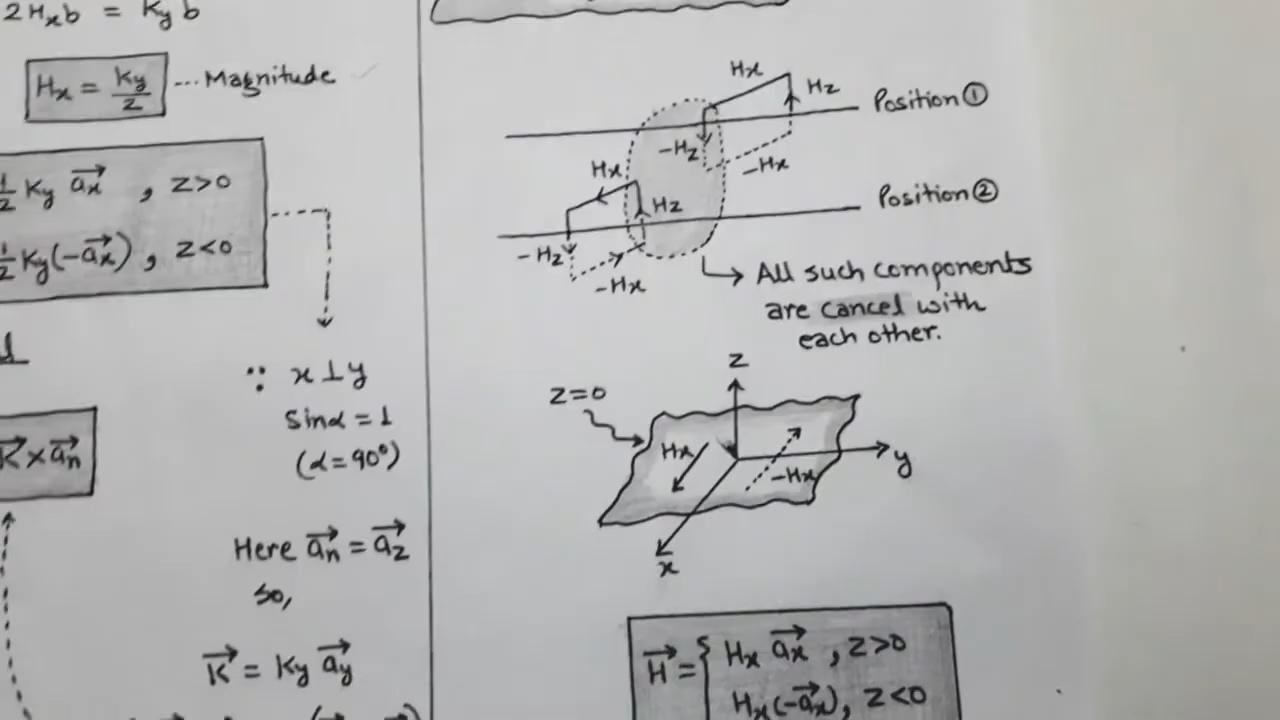 2Hxb = Kyb
Hx = Ky/2 ... Magnitude
1/2 Ky ax→ , z>0
1/2 Ky(-ax→) , z<0
∵ x⊥y
Sinα = 1
(α = 90°)
K→ × an→
Here an→ = az→
so,
K→ = Ky ay→
Hx
Hz
Position ①
-Hz
-Hx
Hx
Hz
Position ②
-Hz
-Hx
All such components
are cancel with
each other.
z
z=0
Hx
-Hx
y
x
H→ = { Hx ax→ , z>0
Hx(-ax→), z<0